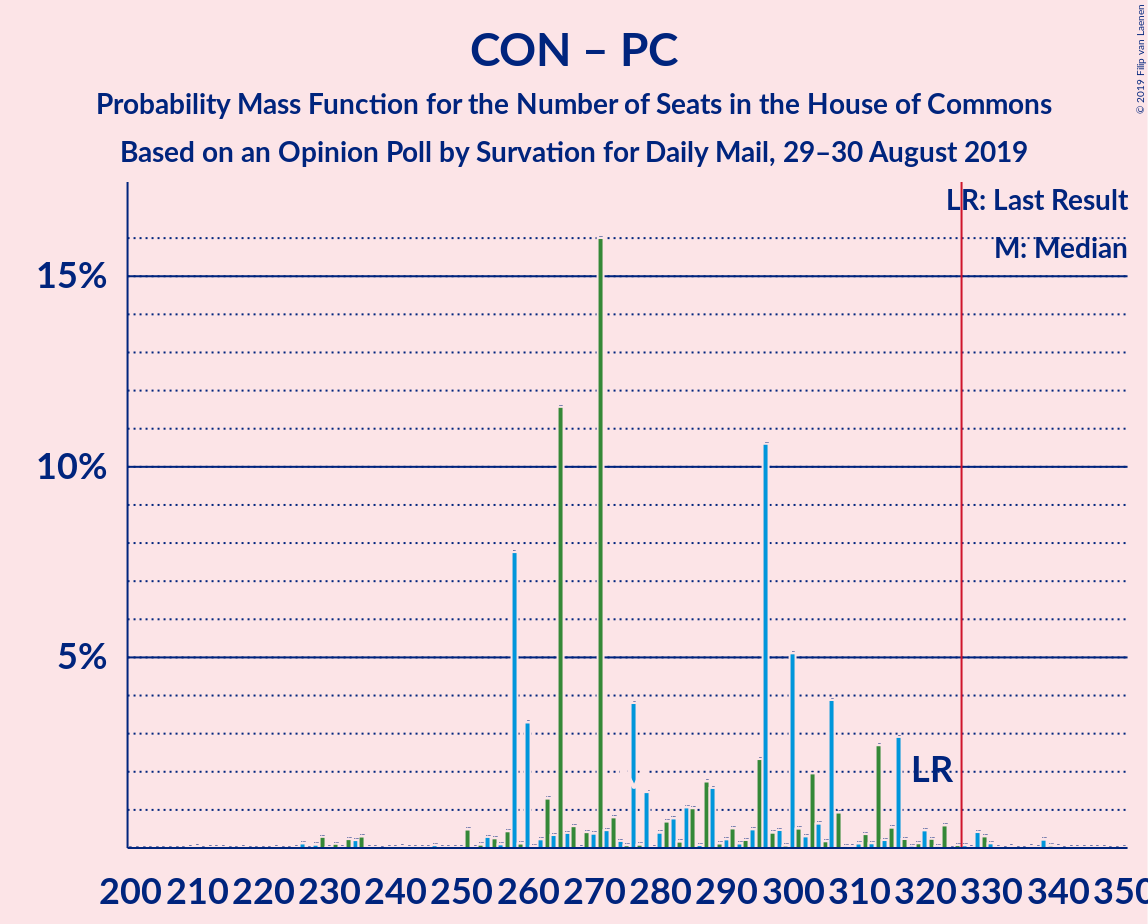 CON – PC
Probability Mass Function for the Number of Seats in the House of Commons
Based on an Opinion Poll by Survation for Daily Mail, 29–30 August 2019
© 2019 Filip van Laenen
LR: Last Result
M: Median
15%
10%
5%
LR
200 210 220 230 240 250 260 270 280 290 300 310 320 330 340 350